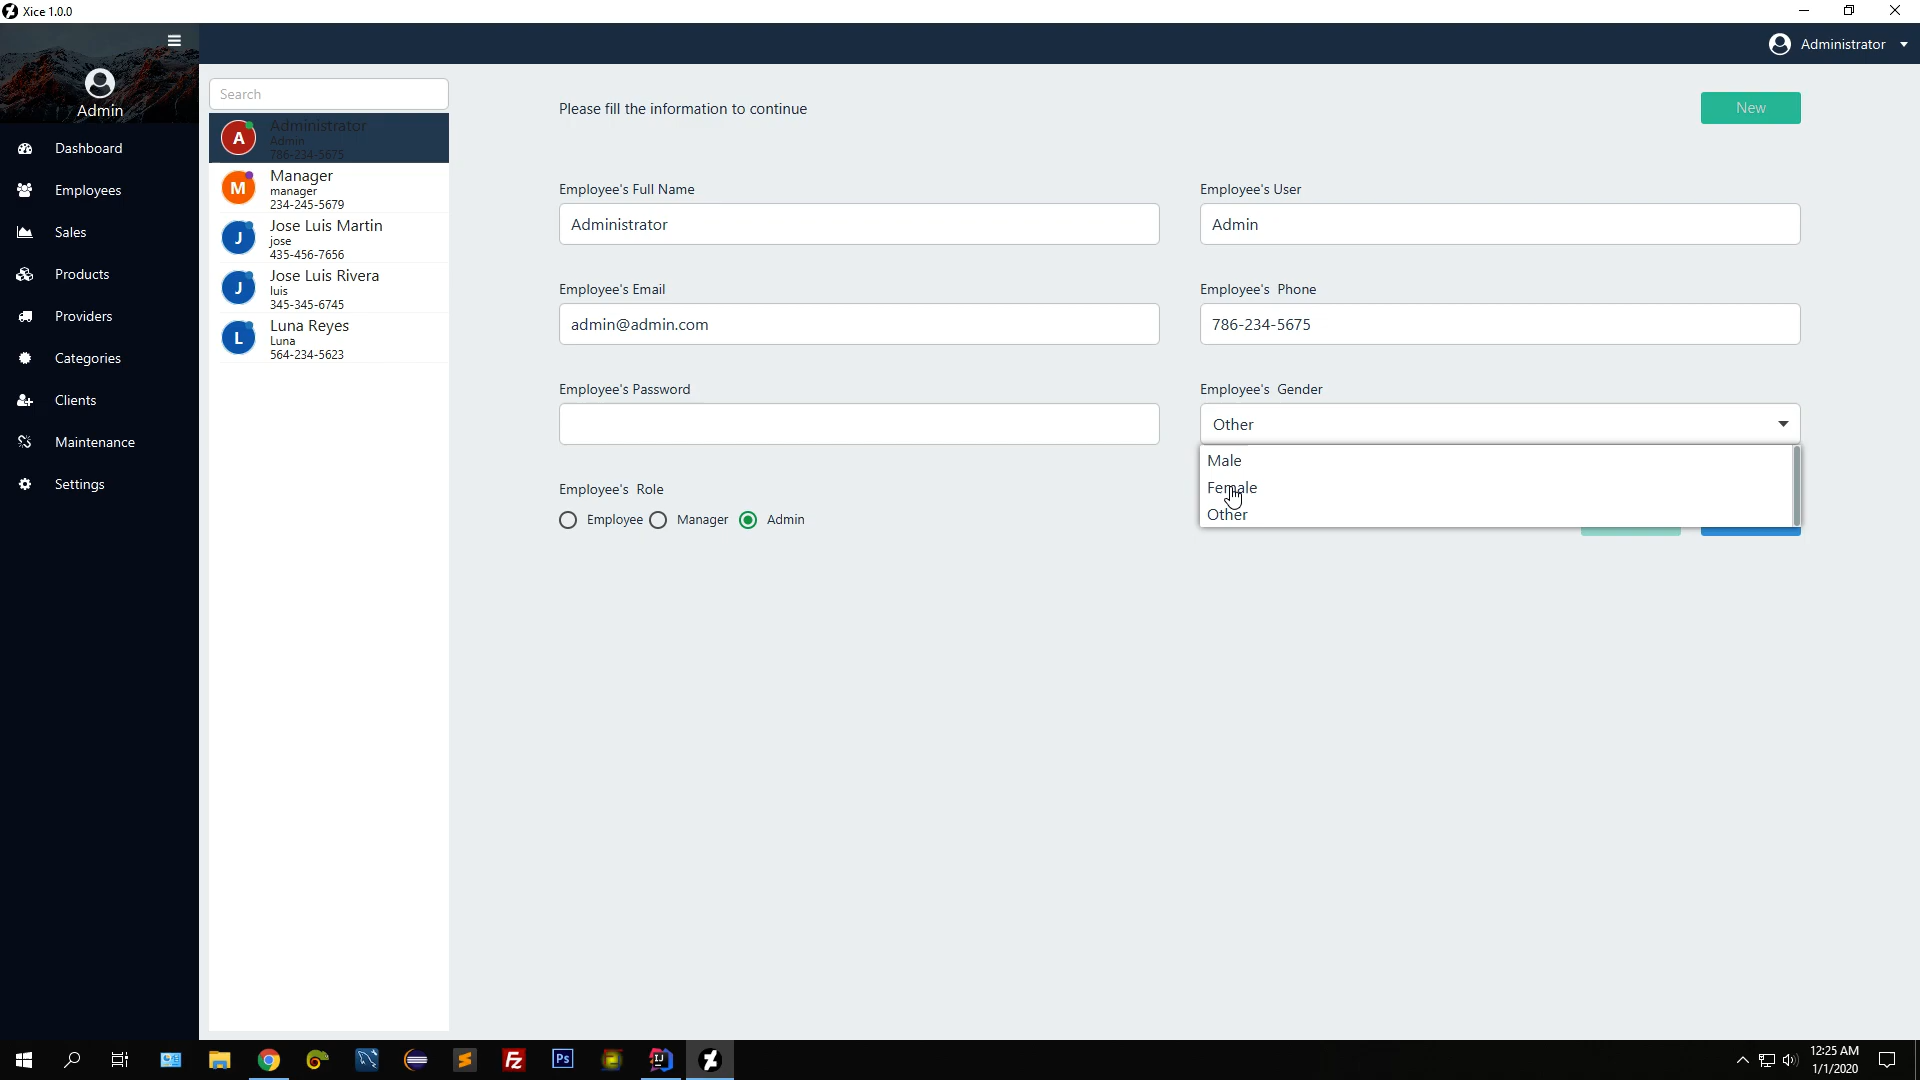 Xice 1.0.0
Administrator
Admin
Dashboard
Employees
Sales
Products
Providers
Categories
Clients
Maintenance
Settings
Search
A
Administrator
Admin
786-234-5675
M
Manager
manager
234-245-5679
J
Jose Luis Martin
jose
435-456-7656
J
Jose Luis Rivera
luis
345-345-6745
L
Luna Reyes
Luna
564-234-5623
Please fill the information to continue
New
Employee's Full Name
Administrator
Employee's User
Admin
Employee's Email
admin@admin.com
Employee's Phone
786-234-5675
Employee's Password
Employee's Gender
Other
Male
Female
Other
Employee's Role
Employee Manager Admin
Fz
Ps
IJ
12:25 AM
1/1/2020